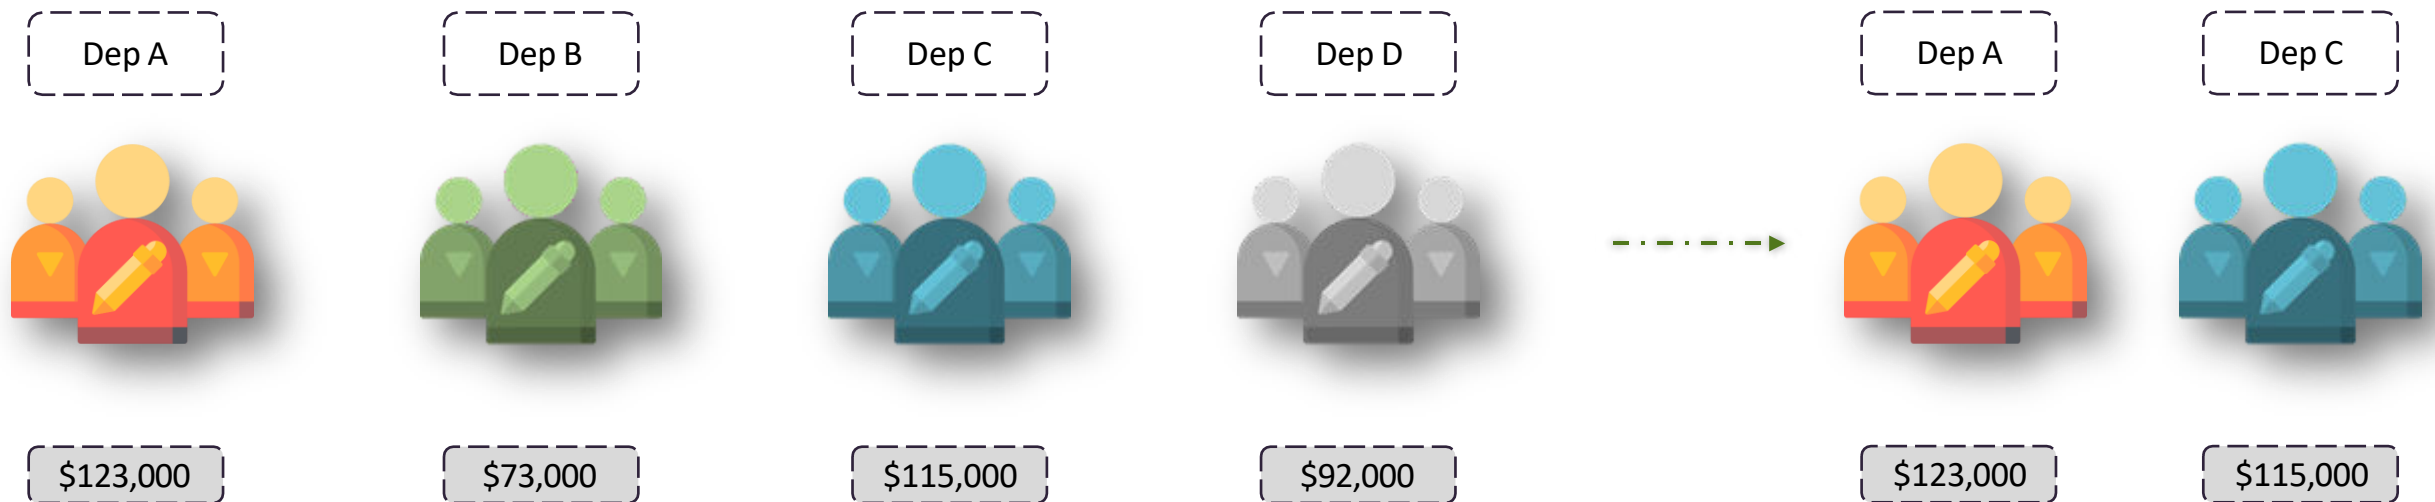 Dep A
Dep B
Dep C
Dep D
Dep A
Dep C
$123,000
$73,000
$115,000
$92,000
$123,000
$115,000